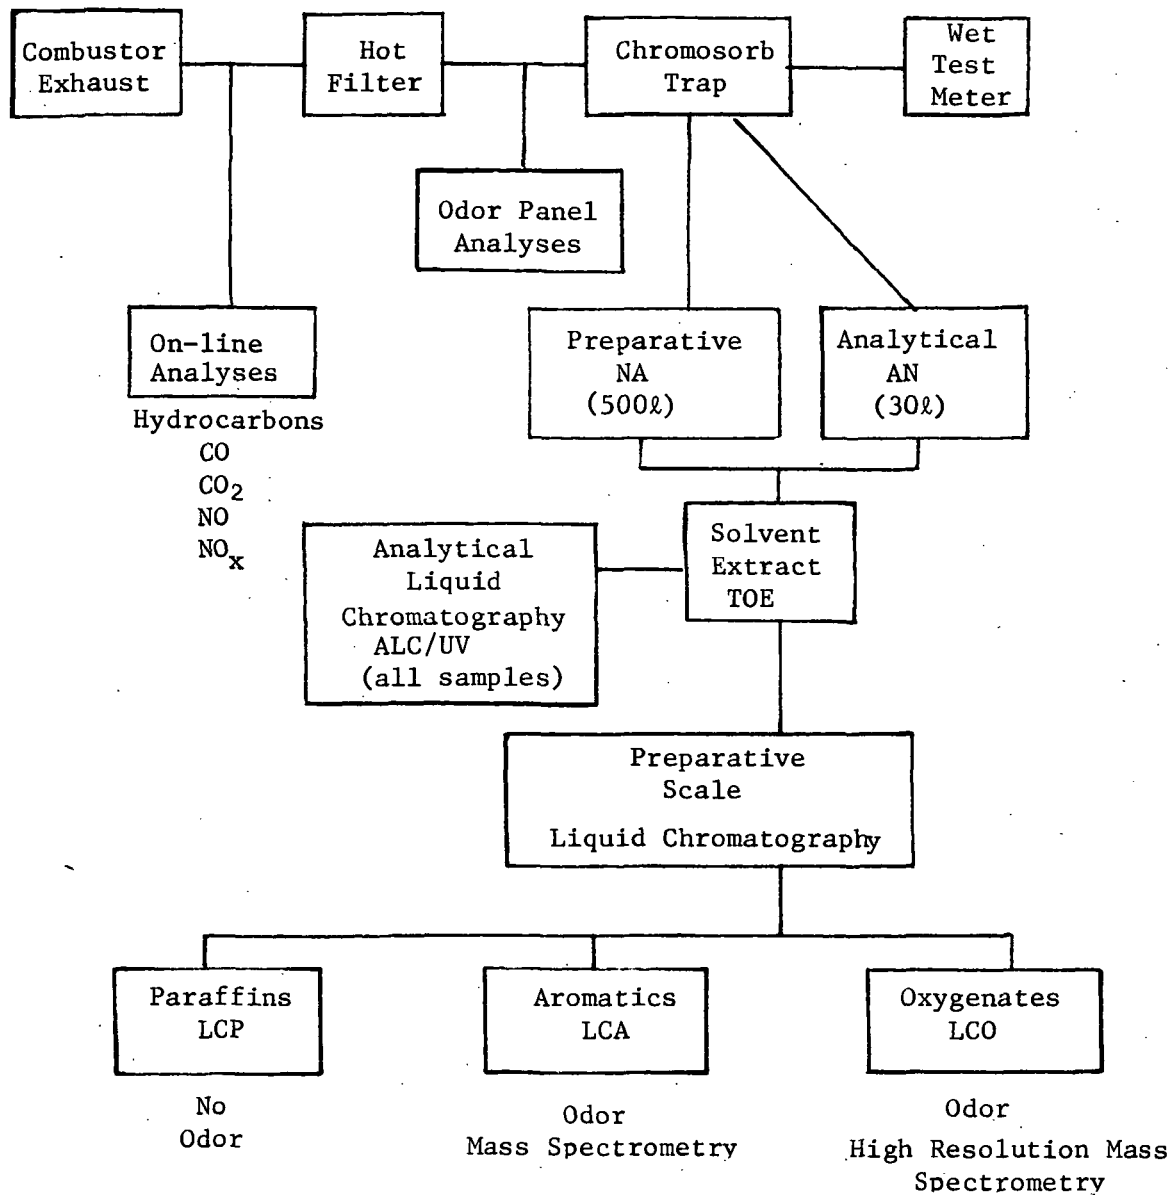 Combustor
Exhaust
Hot
Filter
Chromosorb
Trap
Wet
Test
Meter
Odor Panel
Analyses
On-line
Analyses
Hydrocarbons
CO
CO2
NO
NOx
Preparative
NA
(500ℓ)
Analytical
AN
(30ℓ)
Solvent
Extract
TOE
Analytical
Liquid
Chromatography
ALC/UV
(all samples)
Preparative
Scale
Liquid Chromatography
Paraffins
LCP
Aromatics
LCA
Oxygenates
LCO
No
Odor
Odor
Mass Spectrometry
Odor
High Resolution Mass
Spectrometry